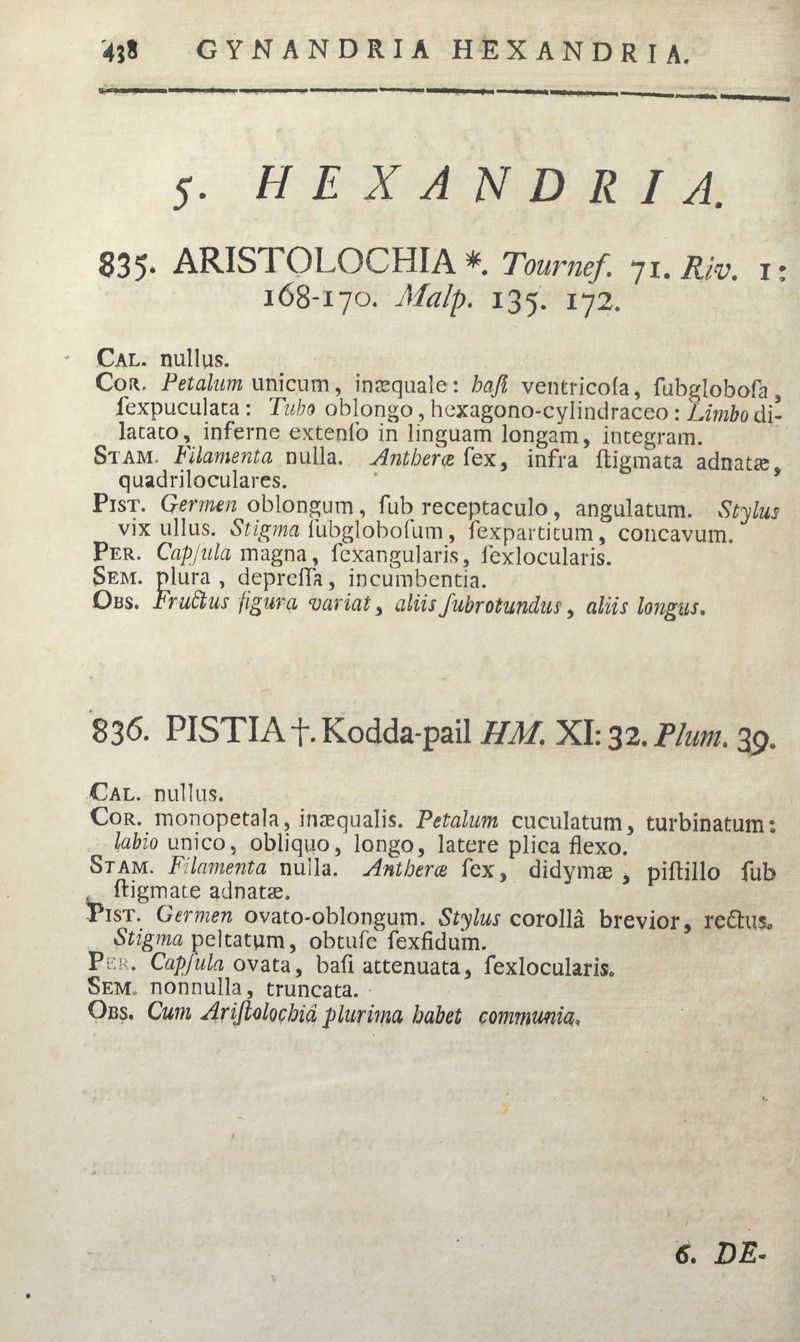 438 GYNANDRIA HEXANDRIA.
5. HEXANDRIA.
835. ARISTOLOCHIA *. Tournef. 71. Riv. 1:
168-170. Malp. 135. 172.
CAL. nullus.
COR. Petalum unicum, inæquale: baſi ventricoſa, ſubgloboſa,
ſexpuculata: Tubo oblongo, hexagono-cylindraceo: Limbo di-
latato, inferne extenſo in linguam longam, integram.
STAM. Filamenta nulla. Antheræ ſex, infra ſtigmata adnatæ,
quadriloculares.
PIST. Germen oblongum, ſub receptaculo, angulatum. Stylus
vix ullus. Stigma ſubgloboſum, ſexpartitum, concavum.
PER. Capſula magna, ſexangularis, ſexlocularis.
SEM. plura, depreſſa, incumbentia.
OBS. Fructus figura variat, aliis ſubrotundus, aliis longus.
836. PISTIA †. Kodda-pail HM. XI: 32. Plum. 39.
CAL. nullus.
COR. monopetala, inæqualis. Petalum cuculatum, turbinatum:
labio unico, obliquo, longo, latere plica flexo.
STAM. Filamenta nulla. Antheræ ſex, didymæ, piſtillo ſub
ſtigmate adnatæ.
PIST. Germen ovato-oblongum. Stylus corollâ brevior, rectus.
Stigma peltatum, obtuſe ſexfidum.
PER. Capſula ovata, baſi attenuata, ſexlocularis.
SEM. nonnulla, truncata.
OBS. Cum Ariſtolochiâ plurima habet communia.
6. DE-